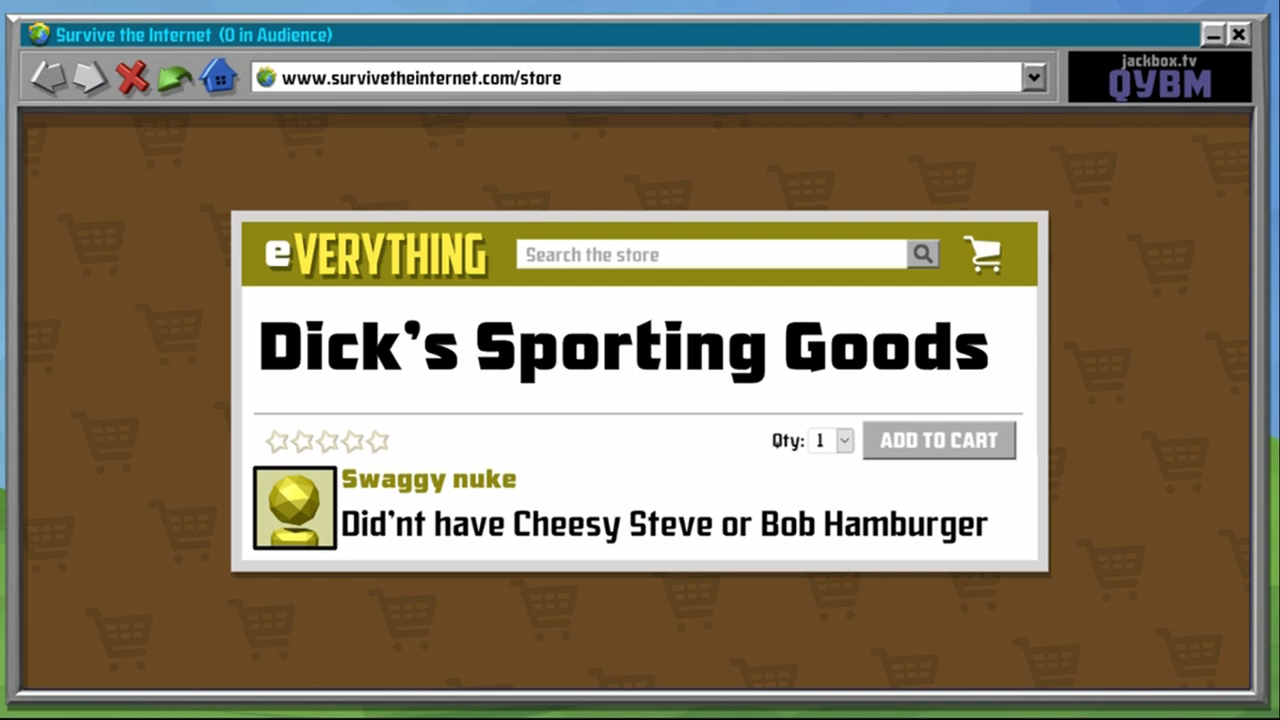 Survive the Internet (0 in Audience)
www.survivetheinternet.com/store
jackbox.tv
QYBM
eVERYTHING
Search the store
Dick's Sporting Goods
Qty: 1
ADD TO CART
Swaggy nuke
Did'nt have Cheesy Steve or Bob Hamburger